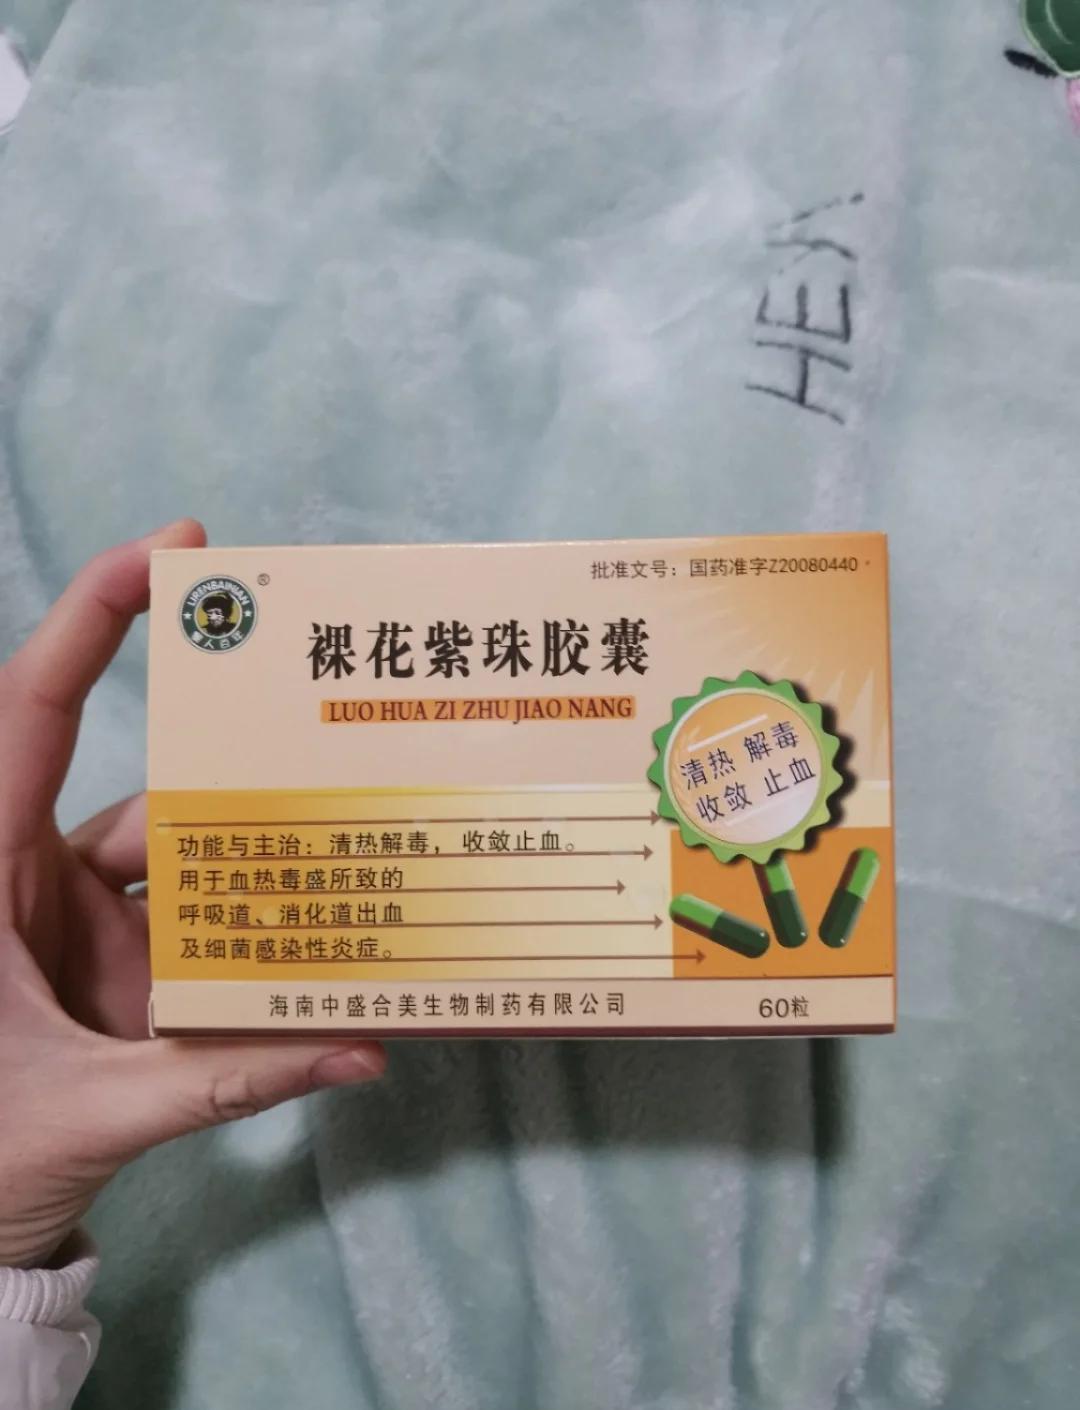 HEY!
批准文号：国药准字Z20080440
LIRENBAINIAN
®
裸花紫珠胶囊
LUO HUA ZI ZHU JIAO NANG
清热 解毒
收敛 止血
功能与主治：清热解毒，收敛止血。
用于血热毒盛所致的
呼吸道、消化道出血
及细菌感染性炎症。
海南中盛合美生物制药有限公司
60粒